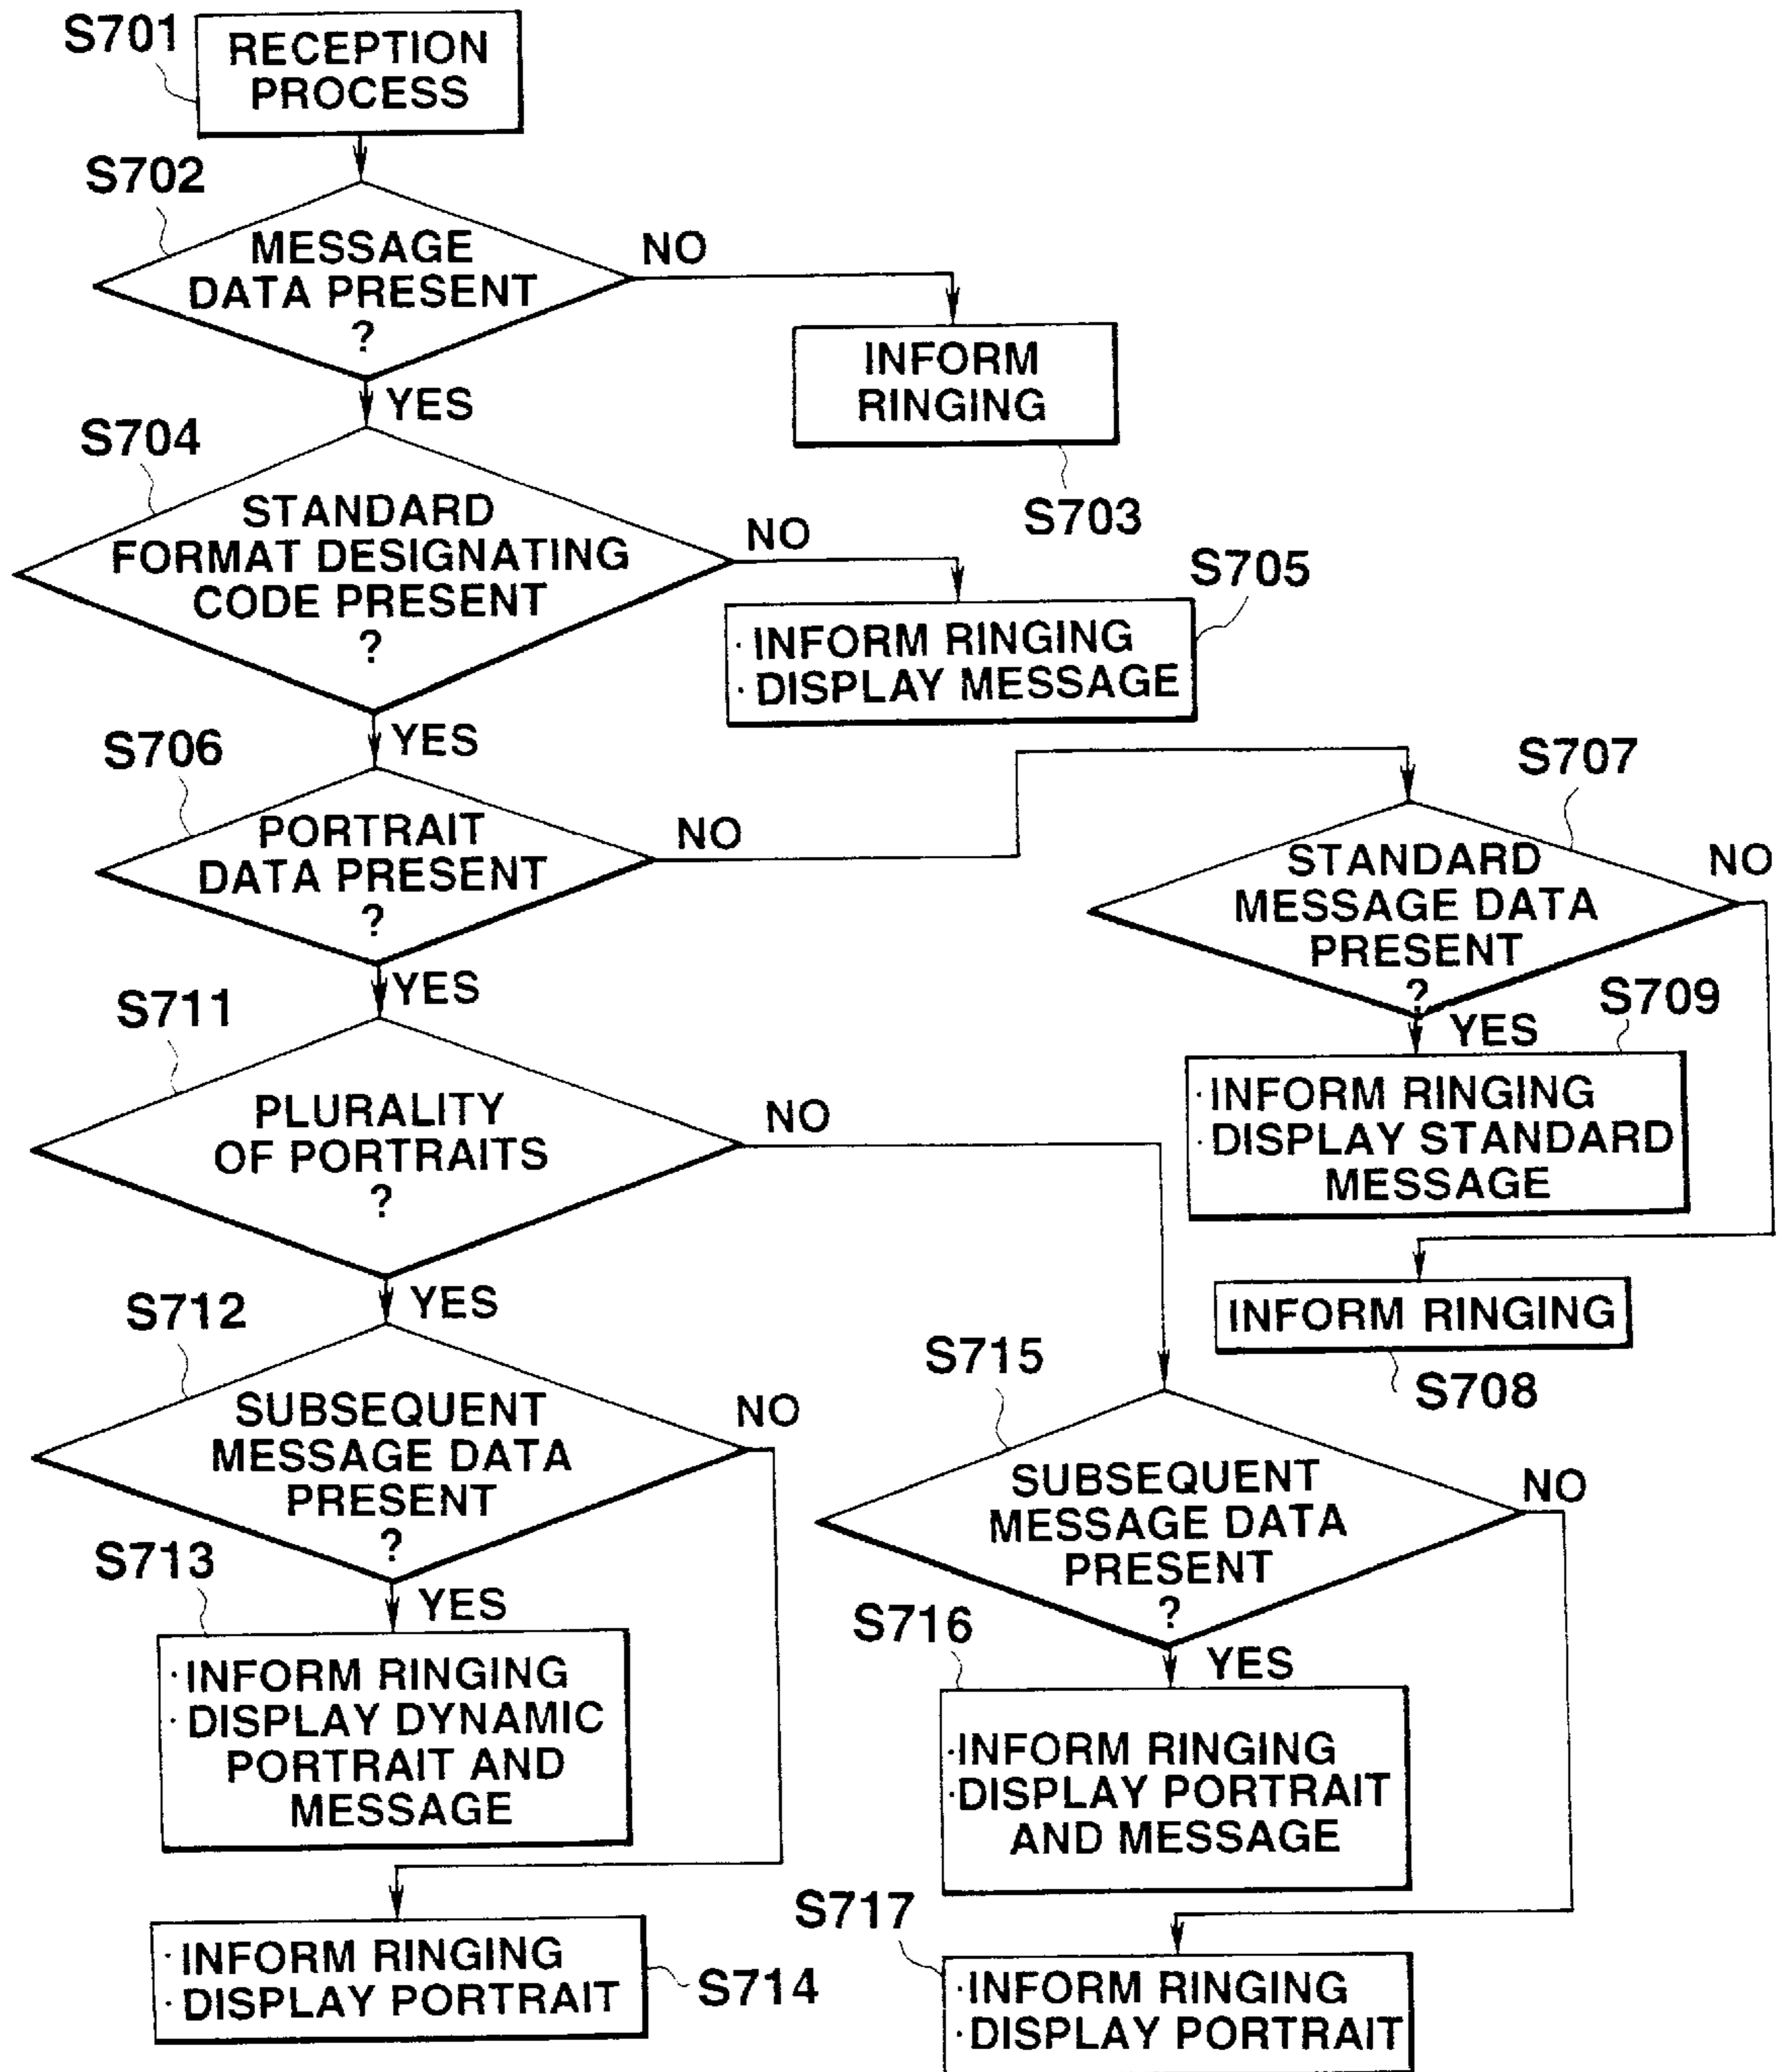 S701
RECEPTION
PROCESS
S702
MESSAGE
DATA PRESENT
?
NO
YES
INFORM
RINGING
S703
S704
STANDARD
FORMAT DESIGNATING
CODE PRESENT
?
NO
YES
S705
· INFORM RINGING
· DISPLAY MESSAGE
S706
PORTRAIT
DATA PRESENT
?
NO
YES
S707
STANDARD
MESSAGE DATA
PRESENT
?
NO
YES
S709
· INFORM RINGING
· DISPLAY STANDARD
MESSAGE
INFORM RINGING
S708
S711
PLURALITY
OF PORTRAITS
?
NO
YES
S712
SUBSEQUENT
MESSAGE DATA
PRESENT
?
NO
YES
S713
· INFORM RINGING
· DISPLAY DYNAMIC
PORTRAIT AND
MESSAGE
· INFORM RINGING
· DISPLAY PORTRAIT
S714
S715
SUBSEQUENT
MESSAGE DATA
PRESENT
?
NO
YES
S716
· INFORM RINGING
· DISPLAY PORTRAIT
AND MESSAGE
S717
· INFORM RINGING
· DISPLAY PORTRAIT